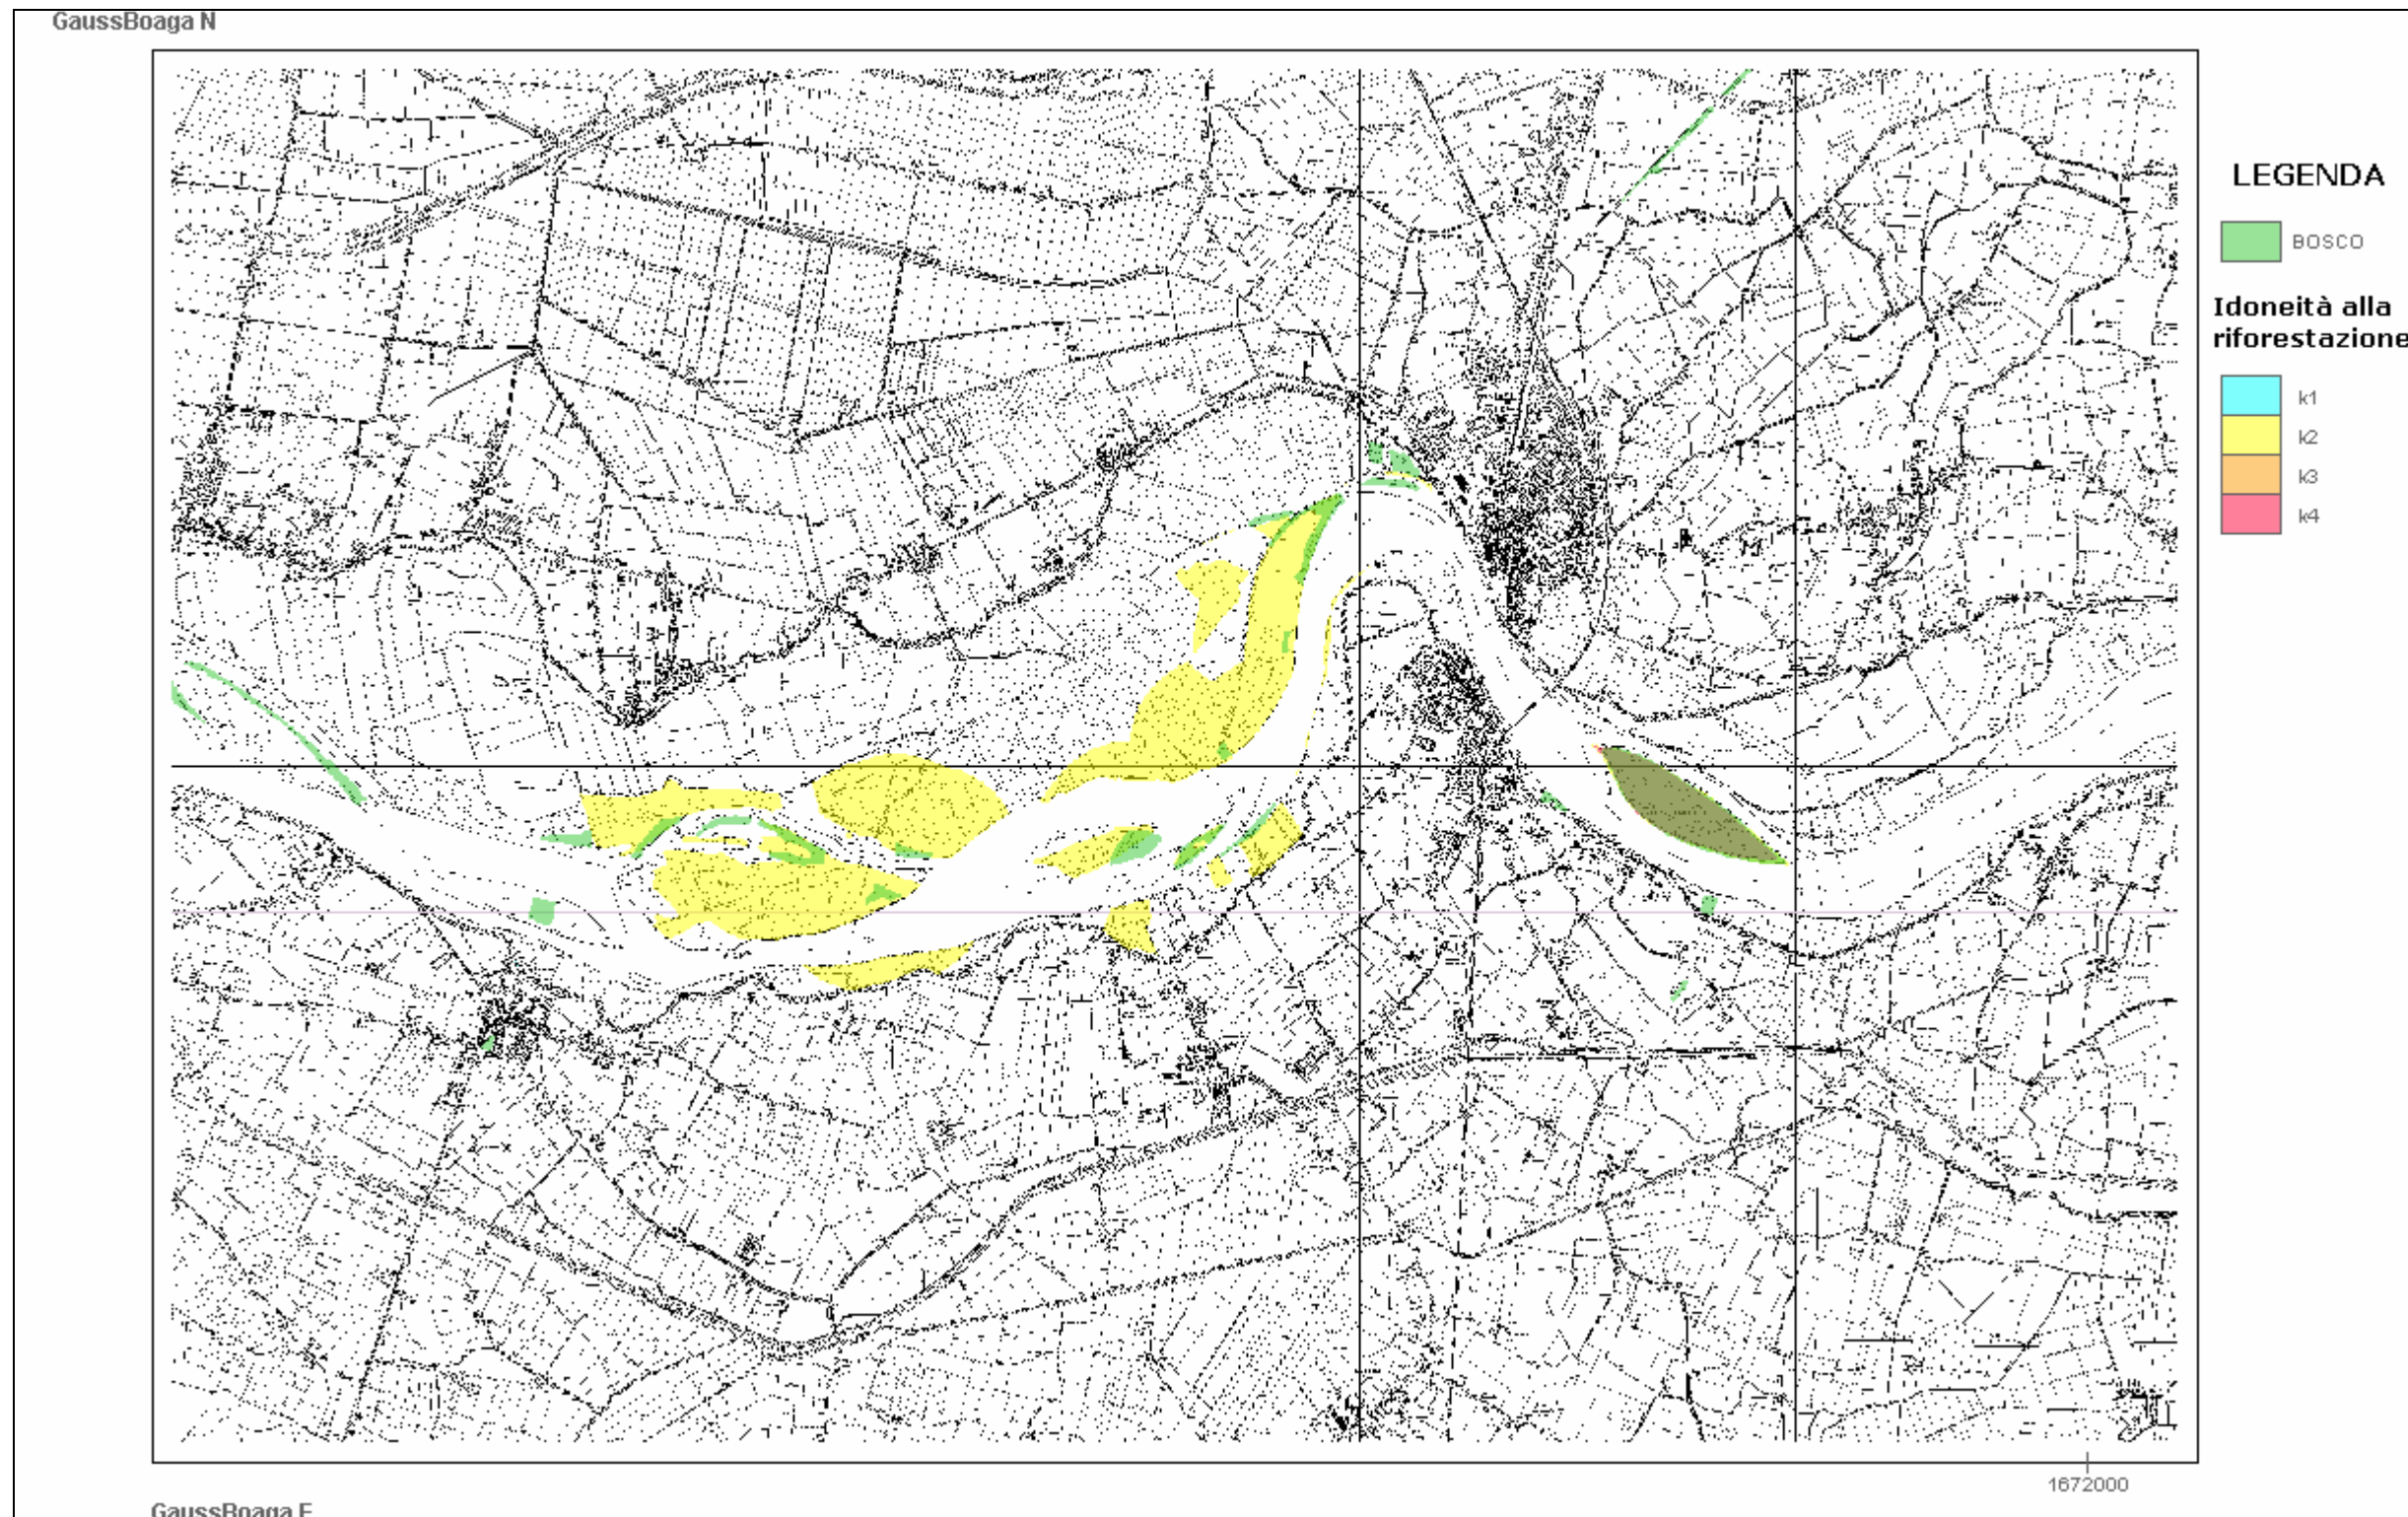 GaussBoaga N
LEGENDA
BOSCO
Idoneità alla
riforestazione
k1
k2
k3
k4
1672000
GaussBoaga E